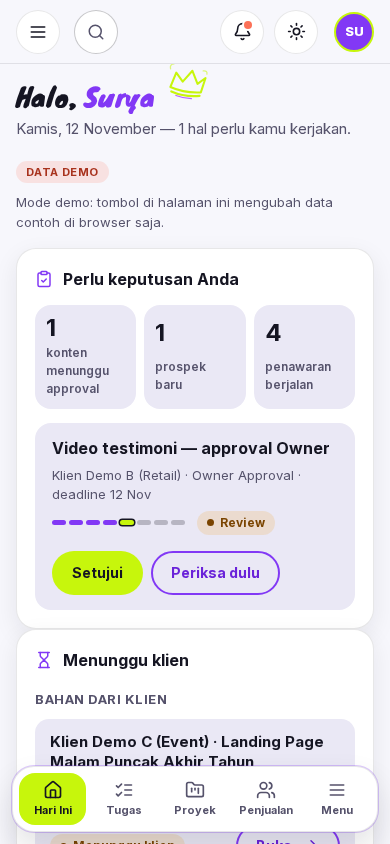 SU
Halo, Surya
Kamis, 12 November — 1 hal perlu kamu kerjakan.
DATA DEMO
Mode demo: tombol di halaman ini mengubah data
contoh di browser saja.
Perlu keputusan Anda
1
konten
menunggu
approval
1
prospek
baru
4
penawaran
berjalan
Video testimoni — approval Owner
Klien Demo B (Retail) · Owner Approval ·
deadline 12 Nov
Review
Setujui
Periksa dulu
Menunggu klien
BAHAN DARI KLIEN
Klien Demo C (Event) · Landing Page
Malam Puncak Akhir Tahun
Hari Ini
Tugas
Proyek
Penjualan
Menu
Menunggu klien
Buka